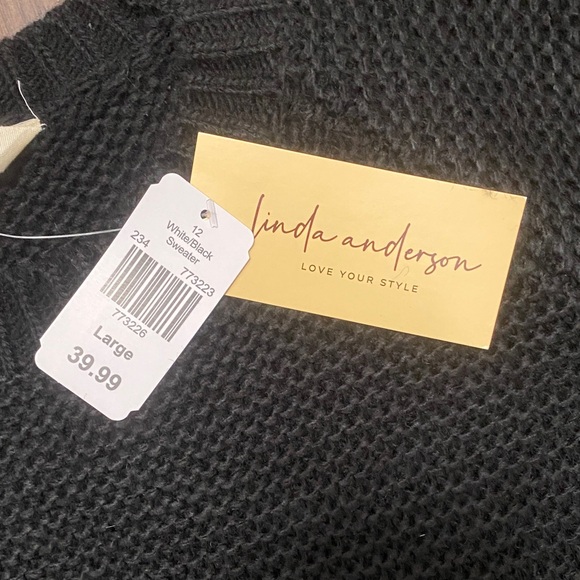 12
White/Black
Sweater
234
773223
773226
Large
39.99
linda anderson
LOVE YOUR STYLE